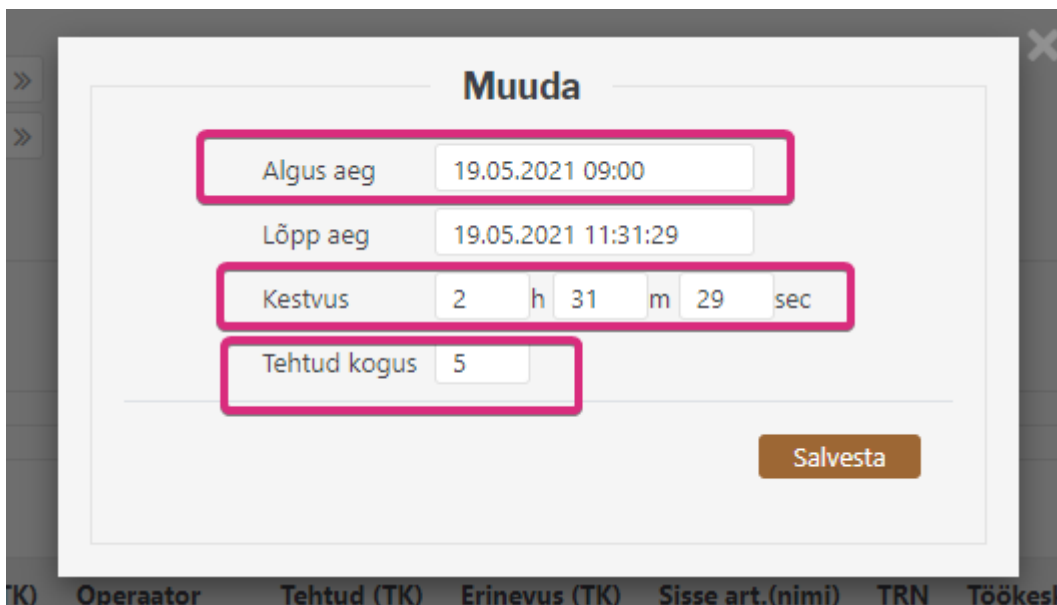 Muuda
»
»
Algus aeg 19.05.2021 09:00
Lõpp aeg 19.05.2021 11:31:29
Kestvus 2 h 31 m 29 sec
Tehtud kogus 5
Salvesta
TK) Operaator Tehtud (TK) Erinevus (TK) Sisse art.(nimi) TRN